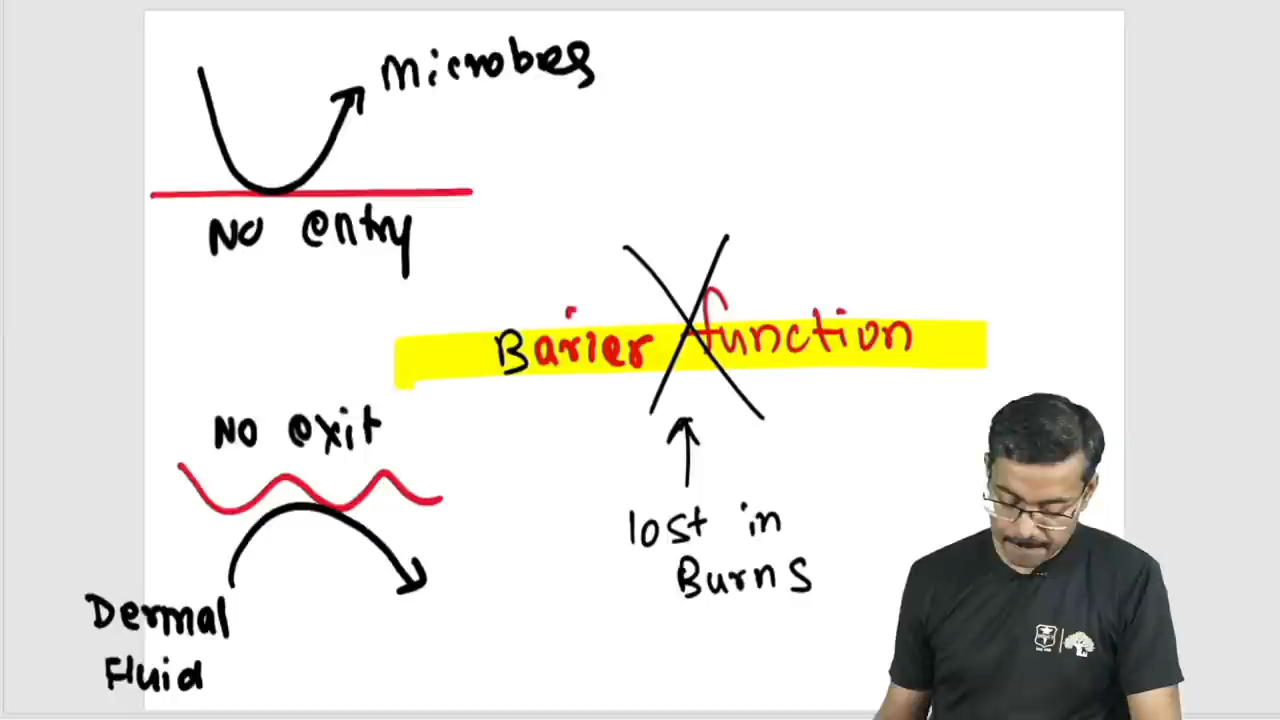 Microbes
No entry
Barier function
No exit
lost in
Burns
Dermal
Fluid